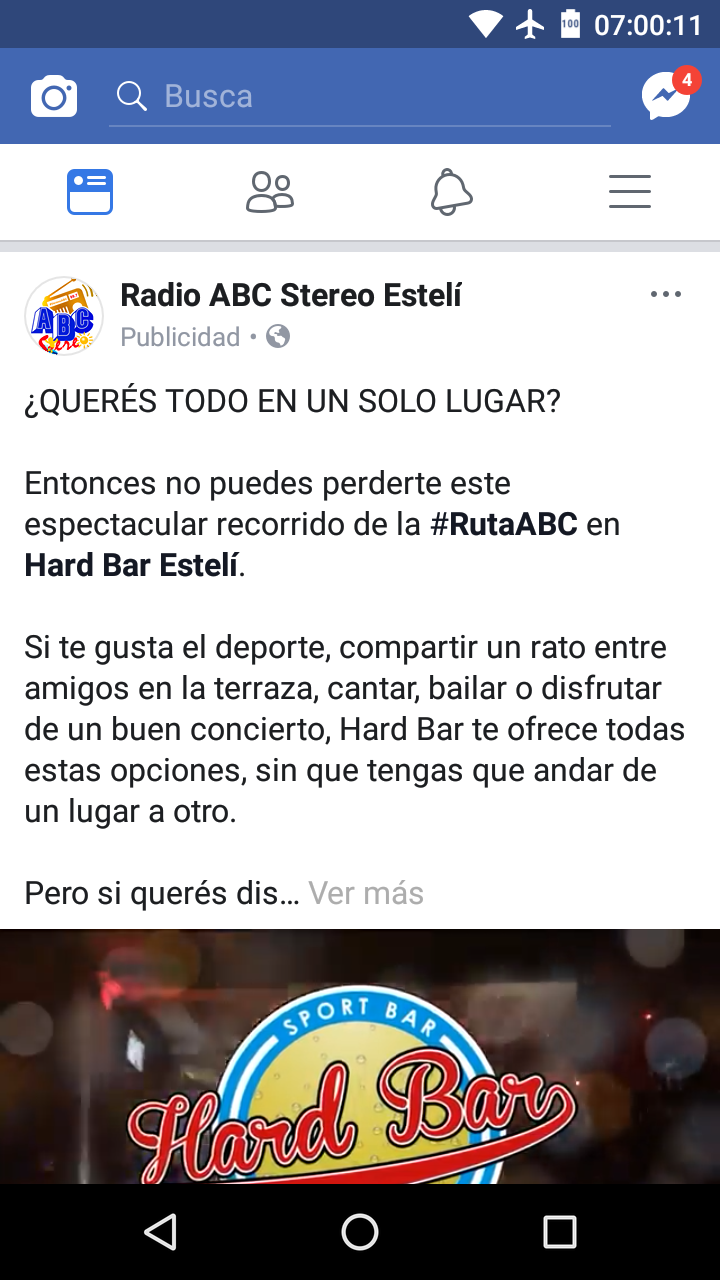 100 07:00:11
Busca
4
ABC
Stereo
Radio ABC Stereo Estelí
Publicidad •
¿QUERÉS TODO EN UN SOLO LUGAR?
Entonces no puedes perderte este
espectacular recorrido de la #RutaABC en
Hard Bar Estelí.
Si te gusta el deporte, compartir un rato entre
amigos en la terraza, cantar, bailar o disfrutar
de un buen concierto, Hard Bar te ofrece todas
estas opciones, sin que tengas que andar de
un lugar a otro.
Pero si querés dis... Ver más
SPORT BAR
Hard Bar